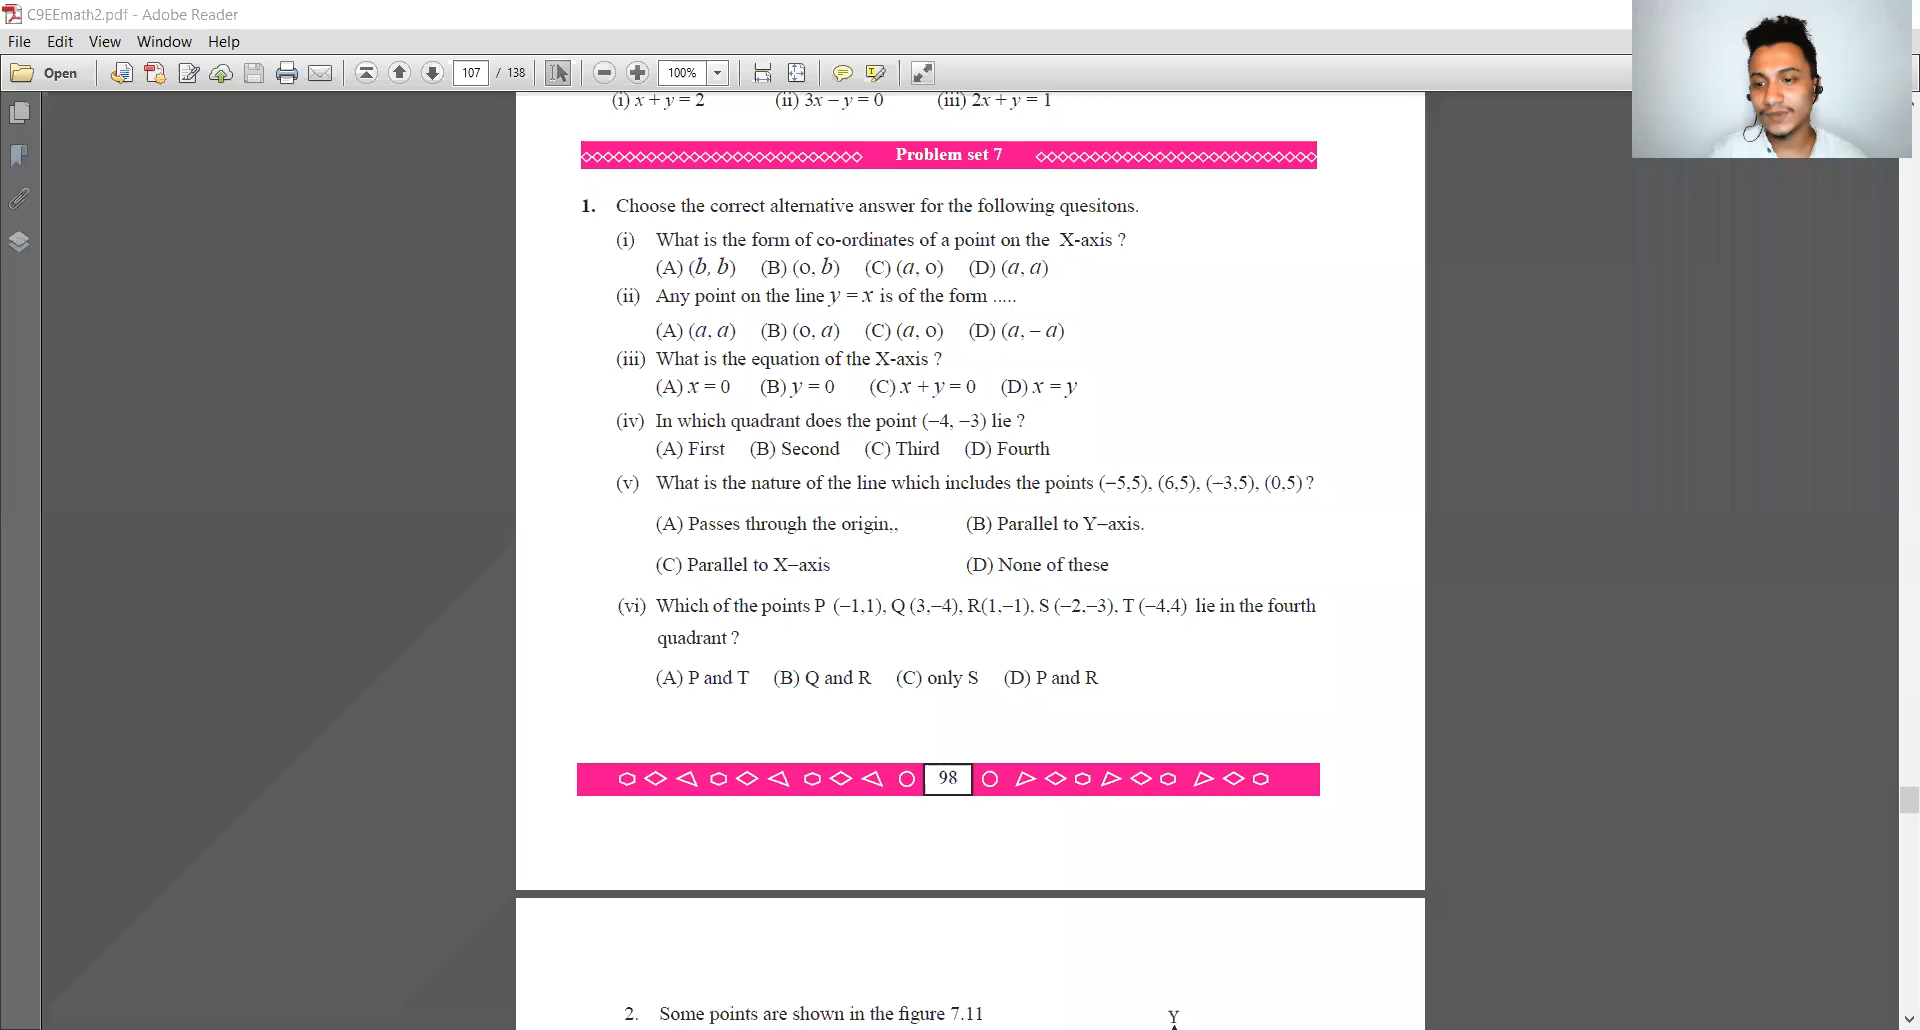 C9EEmath2.pdf - Adobe Reader
File Edit View Window Help
Open 107 / 138 100%
(i) x + y = 2 (ii) 3x – y = 0 (iii) 2x + y = 1
Problem set 7
1. Choose the correct alternative answer for the following quesitons.
(i) What is the form of co-ordinates of a point on the X-axis ?
(A) (b, b) (B) (o, b) (C) (a, o) (D) (a, a)
(ii) Any point on the line y = x is of the form .....
(A) (a, a) (B) (o, a) (C) (a, o) (D) (a, – a)
(iii) What is the equation of the X-axis ?
(A) x = 0 (B) y = 0 (C) x + y = 0 (D) x = y
(iv) In which quadrant does the point (–4, –3) lie ?
(A) First (B) Second (C) Third (D) Fourth
(v) What is the nature of the line which includes the points (–5,5), (6,5), (–3,5), (0,5) ?
(A) Passes through the origin,, (B) Parallel to Y–axis.
(C) Parallel to X–axis (D) None of these
(vi) Which of the points P (–1,1), Q (3,–4), R(1,–1), S (–2,–3), T (–4,4) lie in the fourth
quadrant ?
(A) P and T (B) Q and R (C) only S (D) P and R
98
2. Some points are shown in the figure 7.11
Y